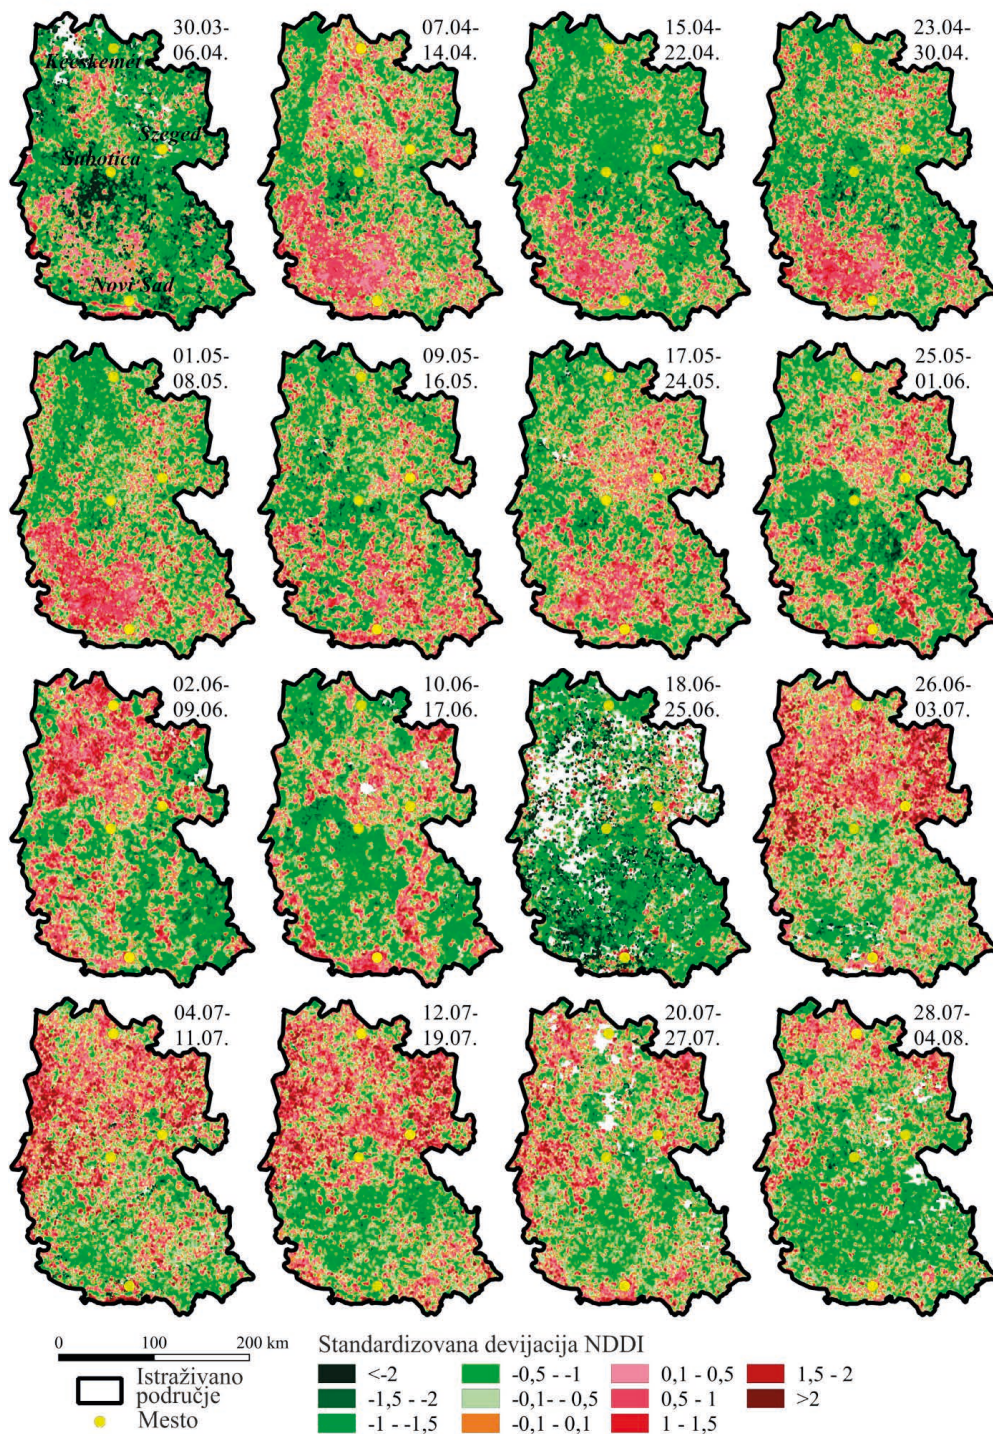 30.03-
06.04.
Kecskemet
Szeged
Subotica
Novi Sad
07.04-
14.04.
15.04-
22.04.
23.04-
30.04.
01.05-
08.05.
09.05-
16.05.
17.05-
24.05.
25.05-
01.06.
02.06-
09.06.
10.06-
17.06.
18.06-
25.06.
26.06-
03.07.
04.07-
11.07.
12.07-
19.07.
20.07-
27.07.
28.07-
04.08.
0 100 200 km
Istraživano
područje
Mesto
Standardizovana devijacija NDDI
<-2
-1,5 - -2
-1 - -1,5
-0,5 - -1
-0,1- - 0,5
-0,1 - 0,1
0,1 - 0,5
0,5 - 1
1 - 1,5
1,5 - 2
>2